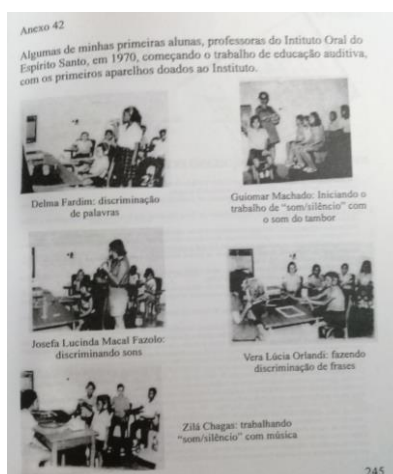 Anexo 42
Algumas de minhas primeiras alunas, professoras do Intituto Oral do
Espírito Santo, em 1970, começando o trabalho de educação auditiva,
com os primeiros aparelhos doados ao Instituto.
Delma Fardim: discriminação
de palavras
Guiomar Machado: Iniciando o
trabalho de "som/silêncio" com
o som do tambor
Josefa Lucinda Macal Fazolo:
discriminando sons
Vera Lúcia Orlandi: fazendo
discriminação de frases
Zilá Chagas: trabalhando
"som/silêncio" com música
245